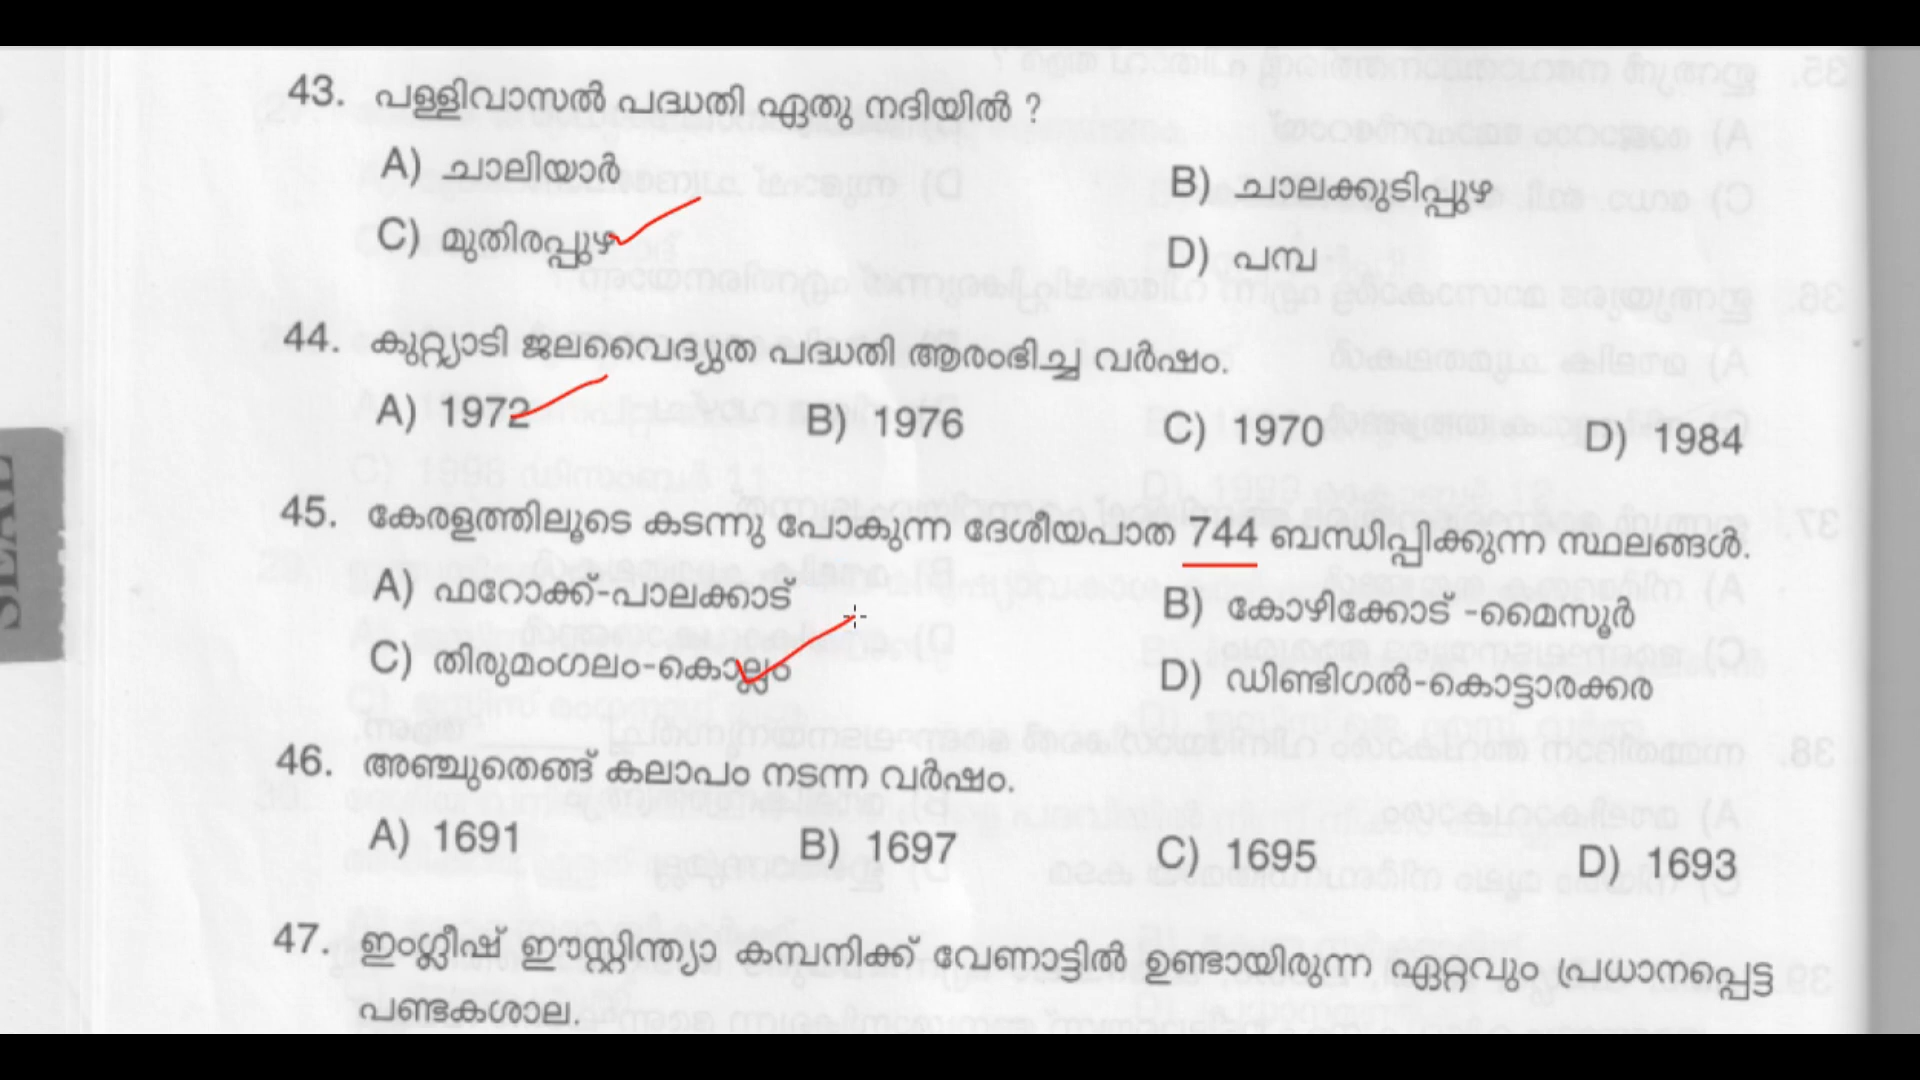 43. പള്ളിവാസൽ പദ്ധതി ഏതു നദിയിൽ ?
A) ചാലിയാർ B) ചാലക്കുടിപ്പുഴ
C) മുതിരപ്പുഴ D) പമ്പ
44. കുറ്റ്യാടി ജലവൈദ്യുത പദ്ധതി ആരംഭിച്ച വർഷം.
A) 1972 B) 1976 C) 1970 D) 1984
45. കേരളത്തിലൂടെ കടന്നു പോകുന്ന ദേശീയപാത 744 ബന്ധിപ്പിക്കുന്ന സ്ഥലങ്ങൾ.
A) ഫറോക്ക്-പാലക്കാട് B) കോഴിക്കോട് -മൈസൂർ
C) തിരുമംഗലം-കൊല്ലം D) ഡിണ്ടിഗൽ-കൊട്ടാരക്കര
46. അഞ്ചുതെങ്ങ് കലാപം നടന്ന വർഷം.
A) 1691 B) 1697 C) 1695 D) 1693
47. ഇംഗ്ലീഷ് ഈസ്റ്റിന്ത്യാ കമ്പനിക്ക് വേണാട്ടിൽ ഉണ്ടായിരുന്ന ഏറ്റവും പ്രധാനപ്പെട്ട
പണ്ടകശാല.
SEAL